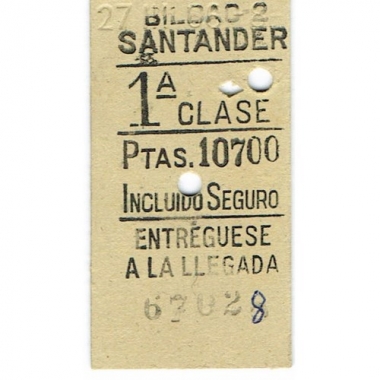 27 BILBAO-2
SANTANDER
1ª
CLASE
PTAS. 10700
INCLUIDO SEGURO
ENTRÉGUESE
A LA LLEGADA
67028